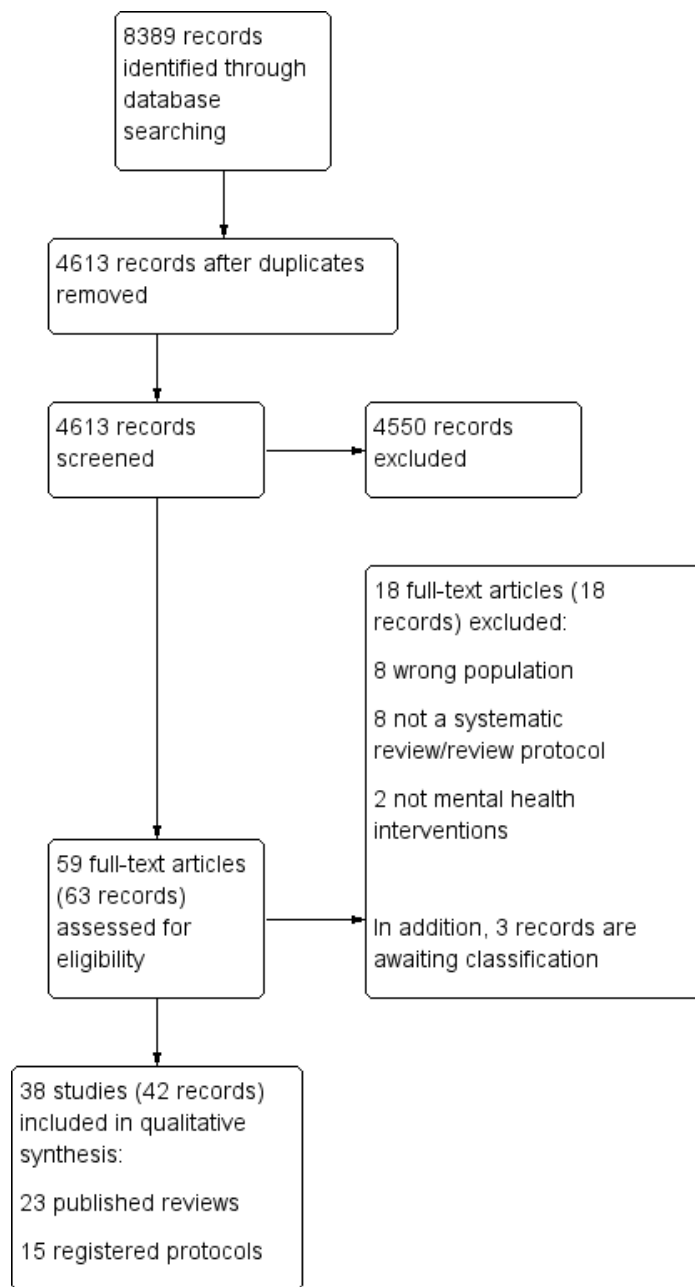 8389 records
identified through
database
searching
4613 records after duplicates
removed
4613 records
screened
4550 records
excluded
18 full-text articles (18
records) excluded:
8 wrong population
8 not a systematic
review/review protocol
2 not mental health
interventions
In addition, 3 records are
awaiting classification
59 full-text articles
(63 records)
assessed for
eligibility
38 studies (42 records)
included in qualitative
synthesis:
23 published reviews
15 registered protocols